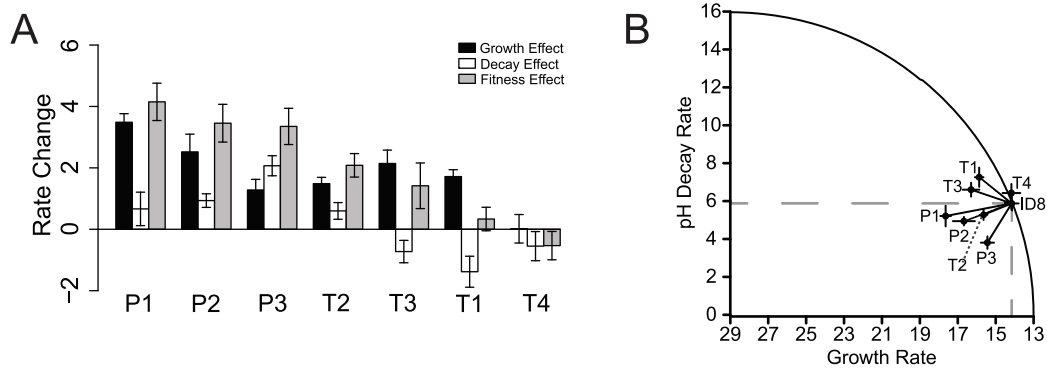 A
6
4
2
0
−2
Rate Change
Growth Effect
Decay Effect
Fitness Effect
P1 P2 P3 T2 T3 T1 T4
B
16
14
12
16
8
6
4
2
0
pH Decay Rate
T1
T3
T4
P1
ID8
P2
T2
P3
29 27 25 23 21 19 17 15 13
Growth Rate